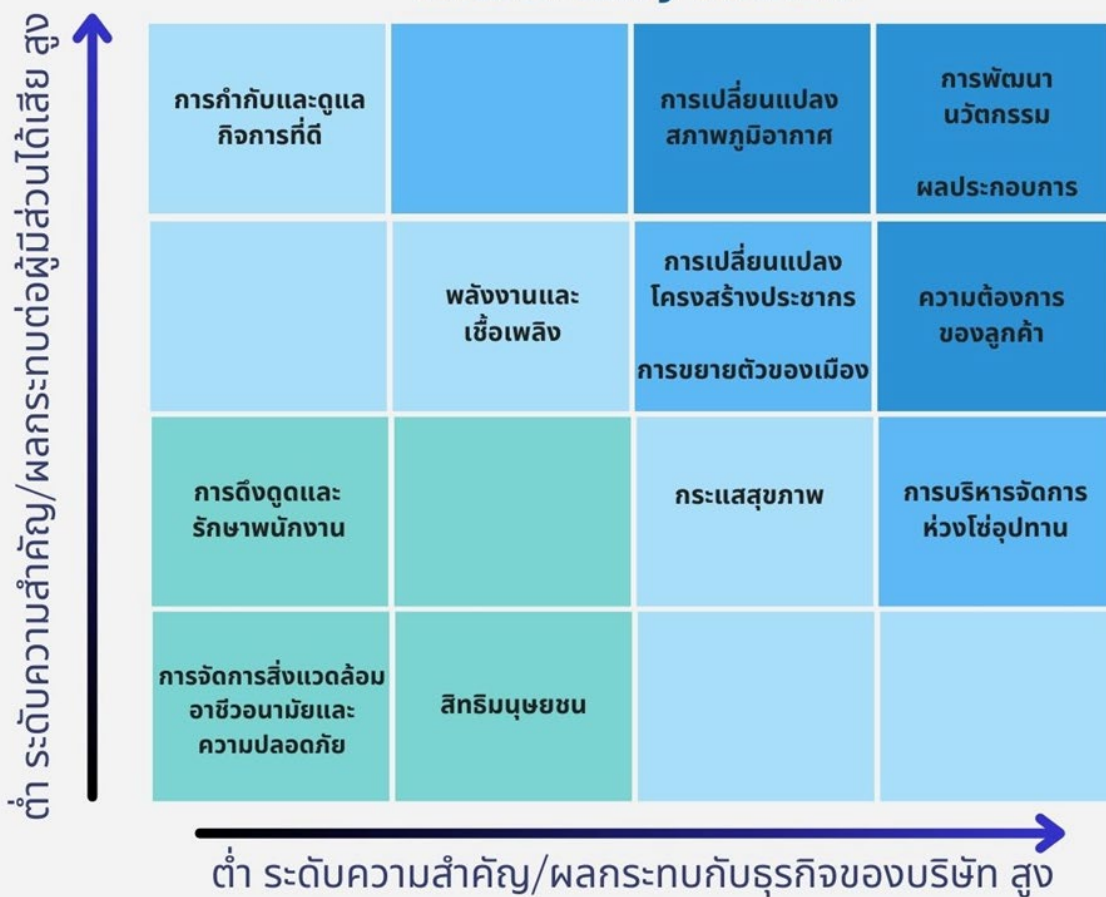 ต่ำ ระดับความสำคัญ/ผลกระทบต่อผู้มีส่วนได้เสีย สูง
การกำกับและดูแล
กิจการที่ดี
การเปลี่ยนแปลง
สภาพภูมิอากาศ
การพัฒนา
นวัตกรรม
ผลประกอบการ
พลังงานและ
เชื้อเพลิง
การเปลี่ยนแปลง
โครงสร้างประชากร
การขยายตัวของเมือง
ความต้องการ
ของลูกค้า
การดึงดูดและ
รักษาพนักงาน
กระแสสุขภาพ
การบริหารจัดการ
ห่วงโซ่อุปทาน
การจัดการสิ่งแวดล้อม
อาชีวอนามัยและ
ความปลอดภัย
สิทธิมนุษยชน
ต่ำ ระดับความสำคัญ/ผลกระทบกับธุรกิจของบริษัท สูง